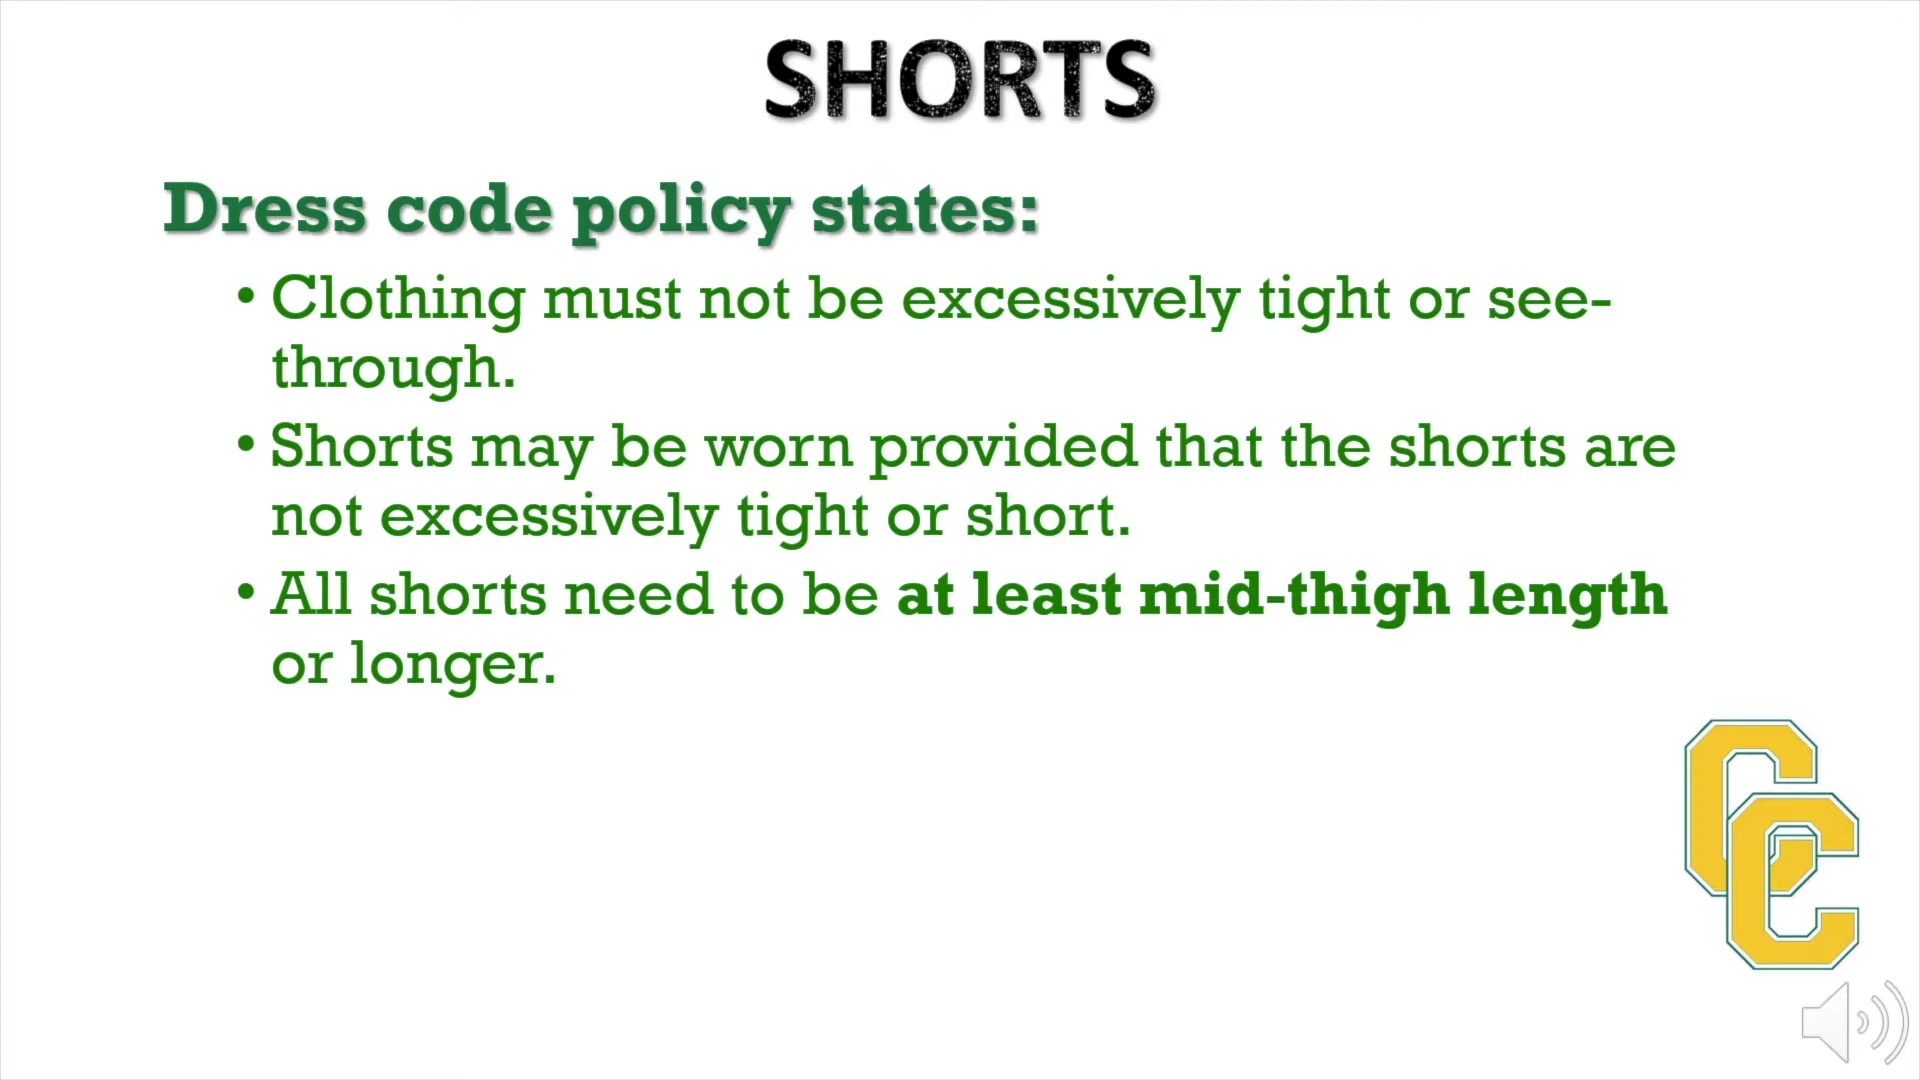 SHORTS
Dress code policy states:
• Clothing must not be excessively tight or see-
through.
• Shorts may be worn provided that the shorts are
not excessively tight or short.
• All shorts need to be at least mid-thigh length
or longer.
CC